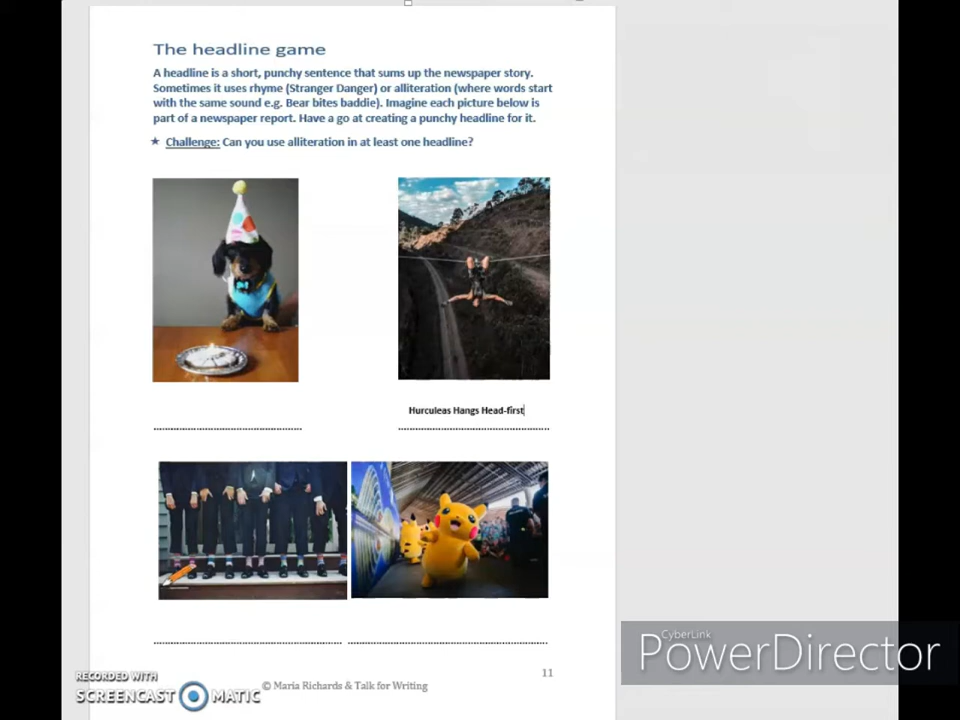 The headline game
A headline is a short, punchy sentence that sums up the newspaper story.
Sometimes it uses rhyme (Stranger Danger) or alliteration (where words start
with the same sound e.g. Bear bites baddie). Imagine each picture below is
part of a newspaper report. Have a go at creating a punchy headline for it.
★ Challenge: Can you use alliteration in at least one headline?
Hurculeas Hangs Head-first
11
© Maria Richards & Talk for Writing
RECORDED WITH
SCREENCAST MATIC
CyberLink
PowerDirector